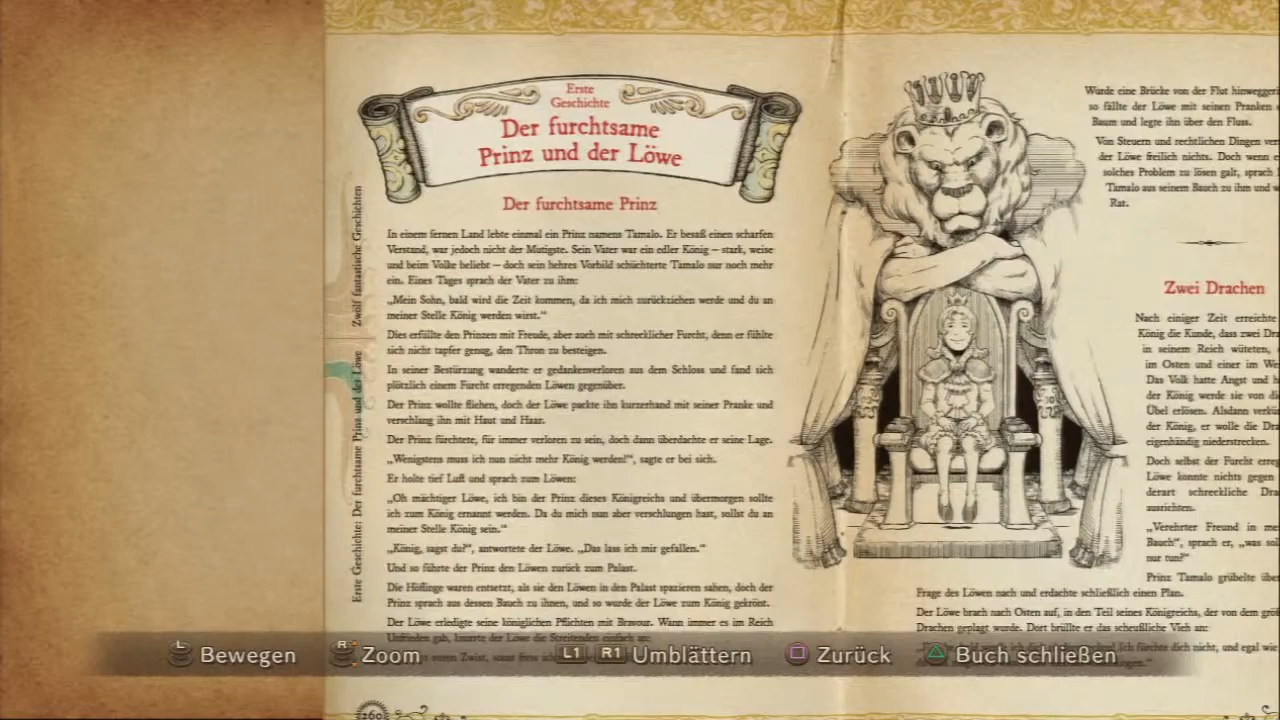 Erste
Geschichte
Der furchtsame
Prinz und der Löwe
Der furchtsame Prinz
In einem fernen Land lebte einmal ein Prinz namens Tamalo. Er besaß einen scharfen
Verstand, war jedoch nicht der Mutigste. Sein Vater war ein edler König – stark, weise
und beim Volke beliebt – doch sein hehres Vorbild schüchterte Tamalo nur noch mehr
ein. Eines Tages sprach der Vater zu ihm:
„Mein Sohn, bald wird die Zeit kommen, da ich mich zurückziehen werde und du an
meiner Stelle König werden wirst.“
Dies erfüllte den Prinzen mit Freude, aber auch mit schrecklicher Furcht, denn er fühlte
sich nicht tapfer genug, den Thron zu besteigen.
In seiner Bestürzung wanderte er gedankenverloren aus dem Schloss und fand sich
plötzlich einem Furcht erregenden Löwen gegenüber.
Der Prinz wollte fliehen, doch der Löwe packte ihn kurzerhand mit seiner Pranke und
verschlang ihn mit Haut und Haar.
Der Prinz fürchtete, für immer verloren zu sein, doch dann überdachte er seine Lage.
„Wenigstens muss ich nun nicht mehr König werden!“, sagte er bei sich.
Er holte tief Luft und sprach zum Löwen:
„Oh mächtiger Löwe, ich bin der Prinz dieses Königreichs und übermorgen sollte
ich zum König ernannt werden. Da du mich nun aber verschlungen hast, sollst du an
meiner Stelle König sein.“
„König, sagst du?“, antwortete der Löwe. „Das lass ich mir gefallen.“
Und so führte der Prinz den Löwen zurück zum Palast.
Die Höflinge waren entsetzt, als sie den Löwen in den Palast spazieren sahen, doch der
Prinz sprach aus dessen Bauch zu ihnen, und so wurde der Löwe zum König gekrönt.
Der Löwe erledigte seine königlichen Pflichten mit Bravour. Wann immer es im Reich
Unfrieden gab, knurrte der Löwe die Streitenden einfach an:
euren Zwist, sonst
Zwölf fantastische Geschichten
Erste Geschichte: Der furchtsame Prinz und der Löwe
260
Wurde eine Brücke von der Flut
so fällte der Löwe mit seinen Pranken
Baum und legte ihn über den Fluss.
Von Steuern und rechtlichen Dingen
der Löwe freilich nichts. Doch wenn
solches Problem zu lösen galt, sprach
Tamalo aus seinem Bauch zu ihm und
Rat.
Zwei Drachen
Nach einiger Zeit erreichte
König die Kunde, dass zwei
in seinem Reich wüteten,
im Osten und einer im
Das Volk hatte Angst und
der König werde sie von
Übel erlösen. Alsdann
der König, er wolle die
eigenhändig niederstrecken.
Doch selbst der Furcht
Löwe konnte nichts gegen
derart schreckliche
ausrichten.
„Verehrter Freund in
Bauch“, sprach er, „was
nur tun?“
Prinz Tamalo grübelte
Frage des Löwen nach und erdachte schließlich einen Plan.
Der Löwe brach nach Osten auf, in den Teil seines Königreichs, der von dem
Drachen geplagt wurde. Dort brüllte er das scheußliche Vieh an:
Ich fürchte dich nicht, und egal
L Bewegen R Zoom L1 R1 Umblättern Zurück Buch schließen